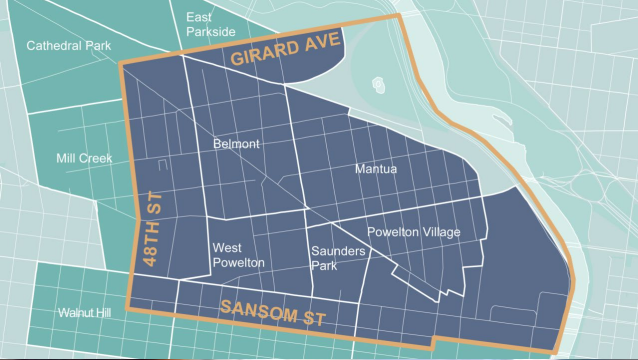 East
Parkside
Cathedral Park
GIRARD AVE
Belmont
Mill Creek
Mantua
48TH ST
Powelton Village
West
Powelton
Saunders
Park
Walnut Hill
SANSOM ST